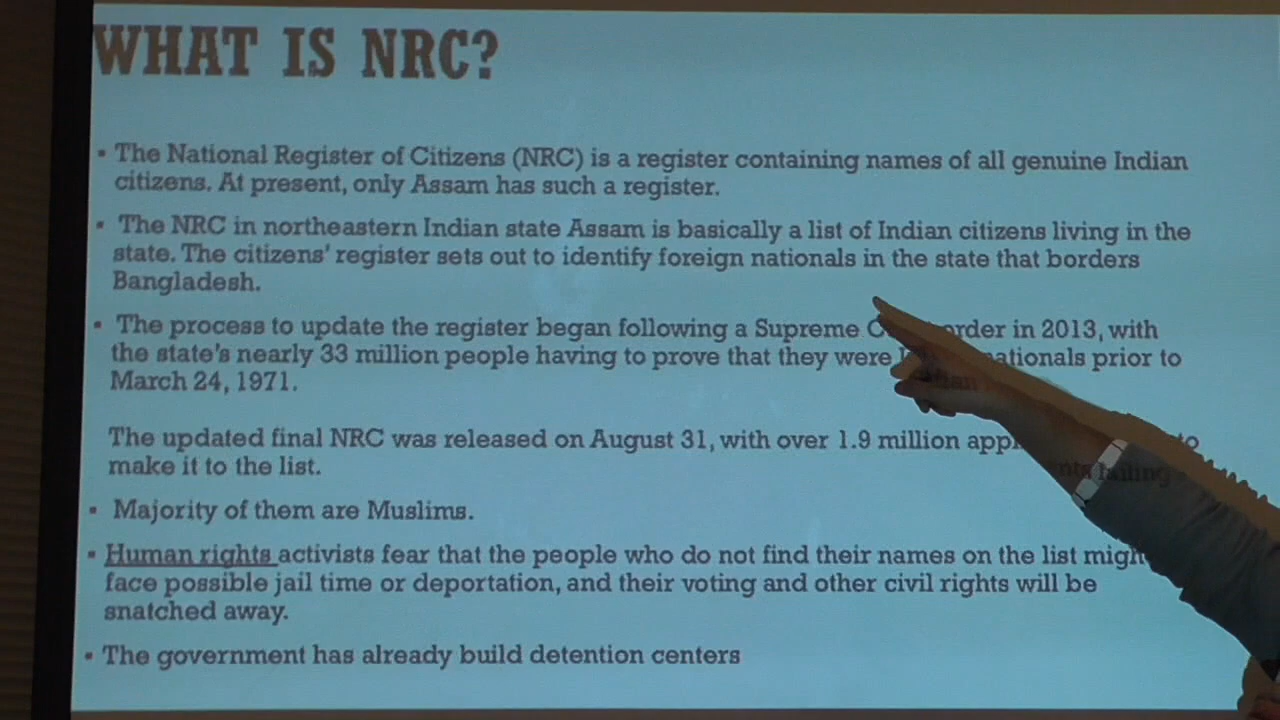 WHAT IS NRC?
▪ The National Register of Citizens (NRC) is a register containing names of all genuine Indian
citizens. At present, only Assam has such a register.
▪ The NRC in northeastern Indian state Assam is basically a list of Indian citizens living in the
state. The citizens' register sets out to identify foreign nationals in the state that borders
Bangladesh.
▪ The process to update the register began following a Supreme order in 2013, with
the state's nearly 33 million people having to prove that they were nationals prior to
March 24, 1971.
The updated final NRC was released on August 31, with over 1.9 million failing to
make it to the list.
▪ Majority of them are Muslims.
▪ Human rights activists fear that the people who do not find their names on the list might
face possible jail time or deportation, and their voting and other civil rights will be
snatched away.
▪ The government has already build detention centers